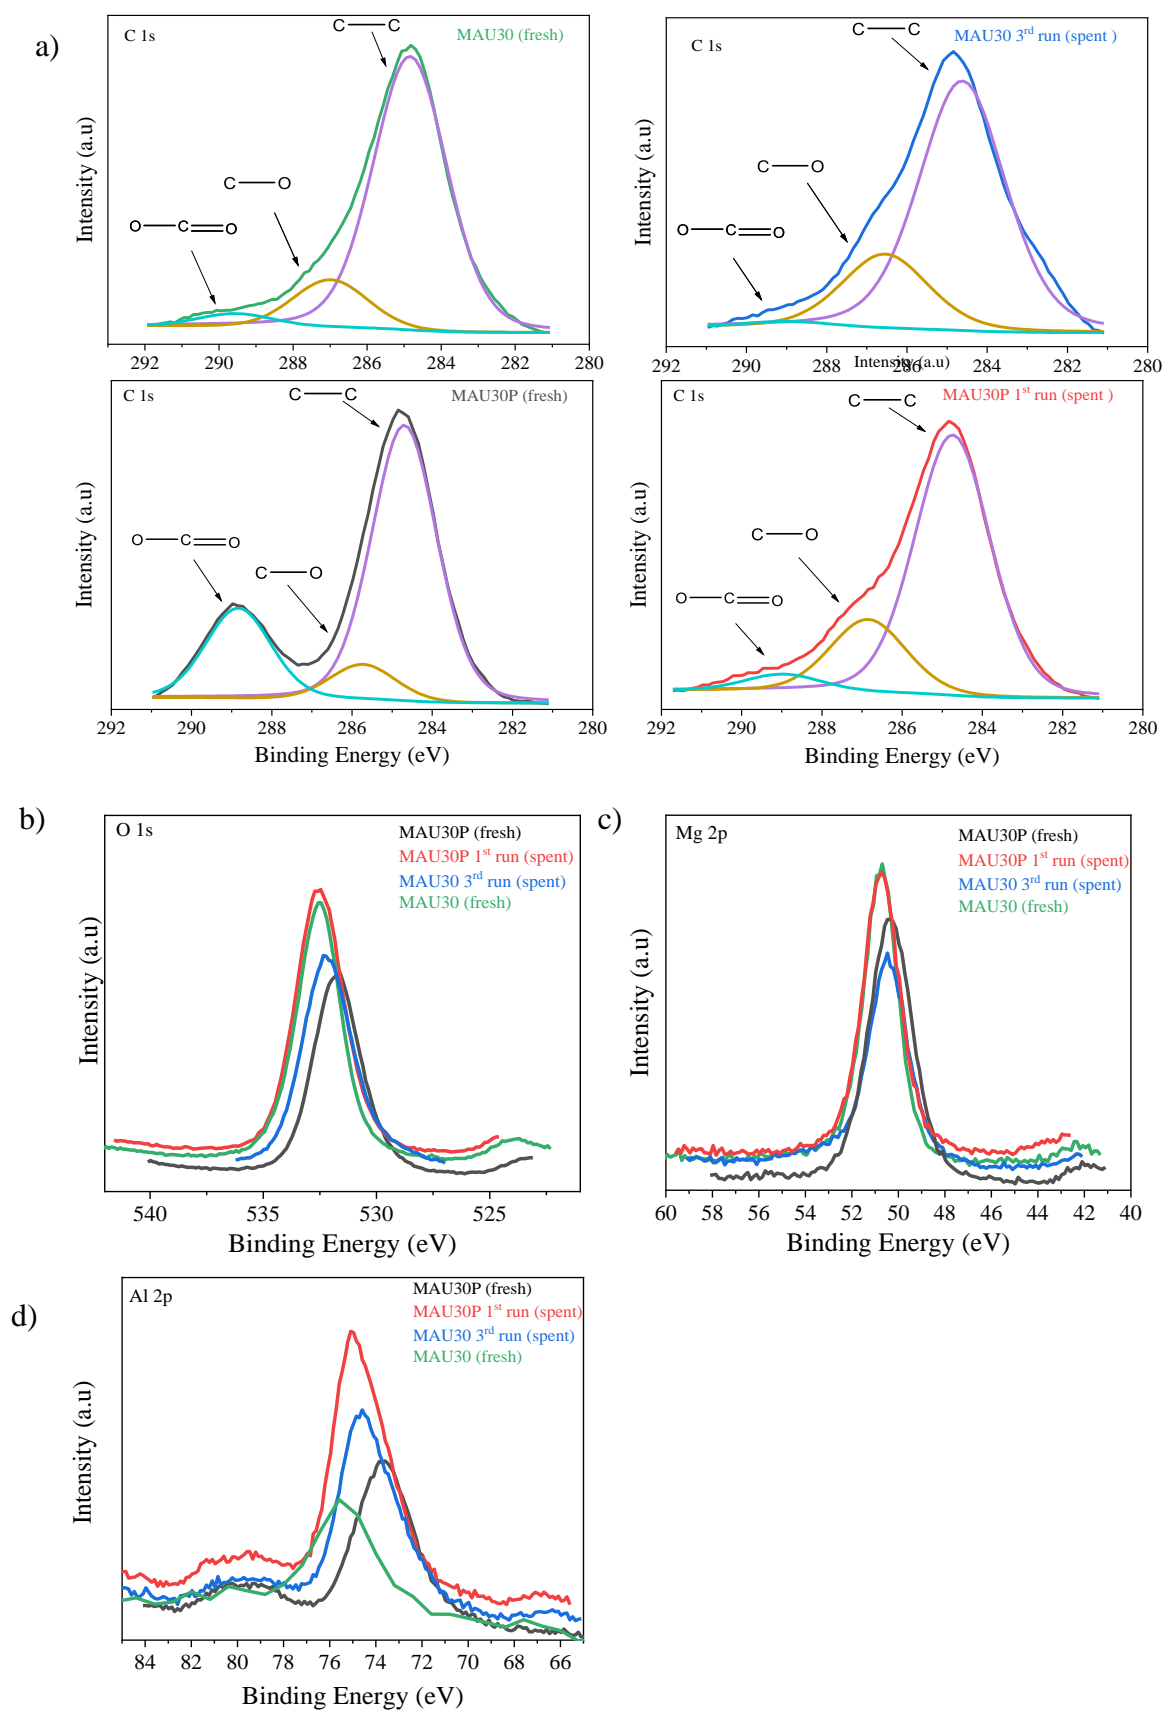 a)
C 1s
C C
MAU30 (fresh)
C O
O C O
Intensity (a.u)
292 290 288 286 284 282 280
C 1s
C C
MAU30 3rd run (spent )
C O
O C O
Intensity (a.u)
292 290 288 286 284 282 280
Intensity (a.u)
C 1s
C C
MAU30P (fresh)
O C O
C O
Intensity (a.u)
292 290 288 286 284 282 280
Binding Energy (eV)
C 1s
C C
MAU30P 1st run (spent )
C O
O C O
Intensity (a.u)
292 290 288 286 284 282 280
Binding Energy (eV)
b)
O 1s
MAU30P (fresh)
MAU30P 1st run (spent)
MAU30 3rd run (spent)
MAU30 (fresh)
Intensity (a.u)
540 535 530 525
Binding Energy (eV)
c)
Mg 2p
MAU30P (fresh)
MAU30P 1st run (spent)
MAU30 3rd run (spent)
MAU30 (fresh)
Intensity (a.u)
60 58 56 54 52 50 48 46 44 42 40
Binding Energy (eV)
d)
Al 2p
MAU30P (fresh)
MAU30P 1st run (spent)
MAU30 3rd run (spent)
MAU30 (fresh)
Intensity (a.u)
84 82 80 78 76 74 72 70 68 66
Binding Energy (eV)